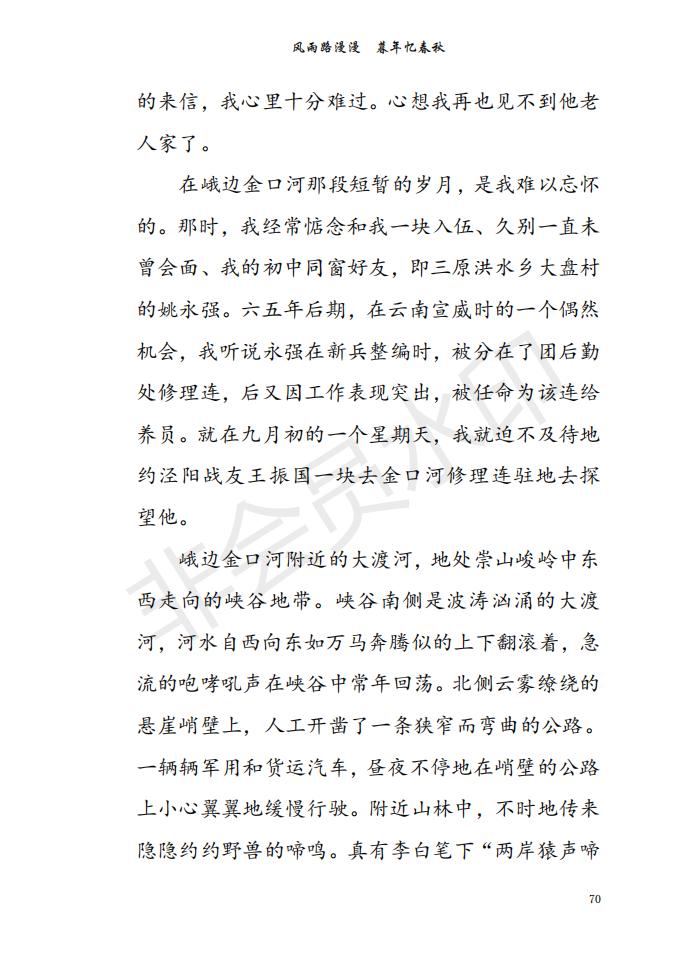 风雨路漫漫　暮年忆春秋
的来信，我心里十分难过。心想我再也见不到他老
人家了。
在峨边金口河那段短暂的岁月，是我难以忘怀
的。那时，我经常惦念和我一块入伍、久别一直未
曾会面、我的初中同窗好友，即三原洪水乡大盘村
的姚永强。六五年后期，在云南宣威时的一个偶然
机会，我听说永强在新兵整编时，被分在了团后勤
处修理连，后又因工作表现突出，被任命为该连给
养员。就在九月初的一个星期天，我就迫不及待地
约泾阳战友王振国一块去金口河修理连驻地去探
望他。
峨边金口河附近的大渡河，地处崇山峻岭中东
西走向的峡谷地带。峡谷南侧是波涛汹涌的大渡
河，河水自西向东如万马奔腾似的上下翻滚着，急
流的咆哮吼声在峡谷中常年回荡。北侧云雾缭绕的
悬崖峭壁上，人工开凿了一条狭窄而弯曲的公路。
一辆辆军用和货运汽车，昼夜不停地在峭壁的公路
上小心翼翼地缓慢行驶。附近山林中，不时地传来
隐隐约约野兽的啼鸣。真有李白笔下“两岸猿声啼
70
非会员水印